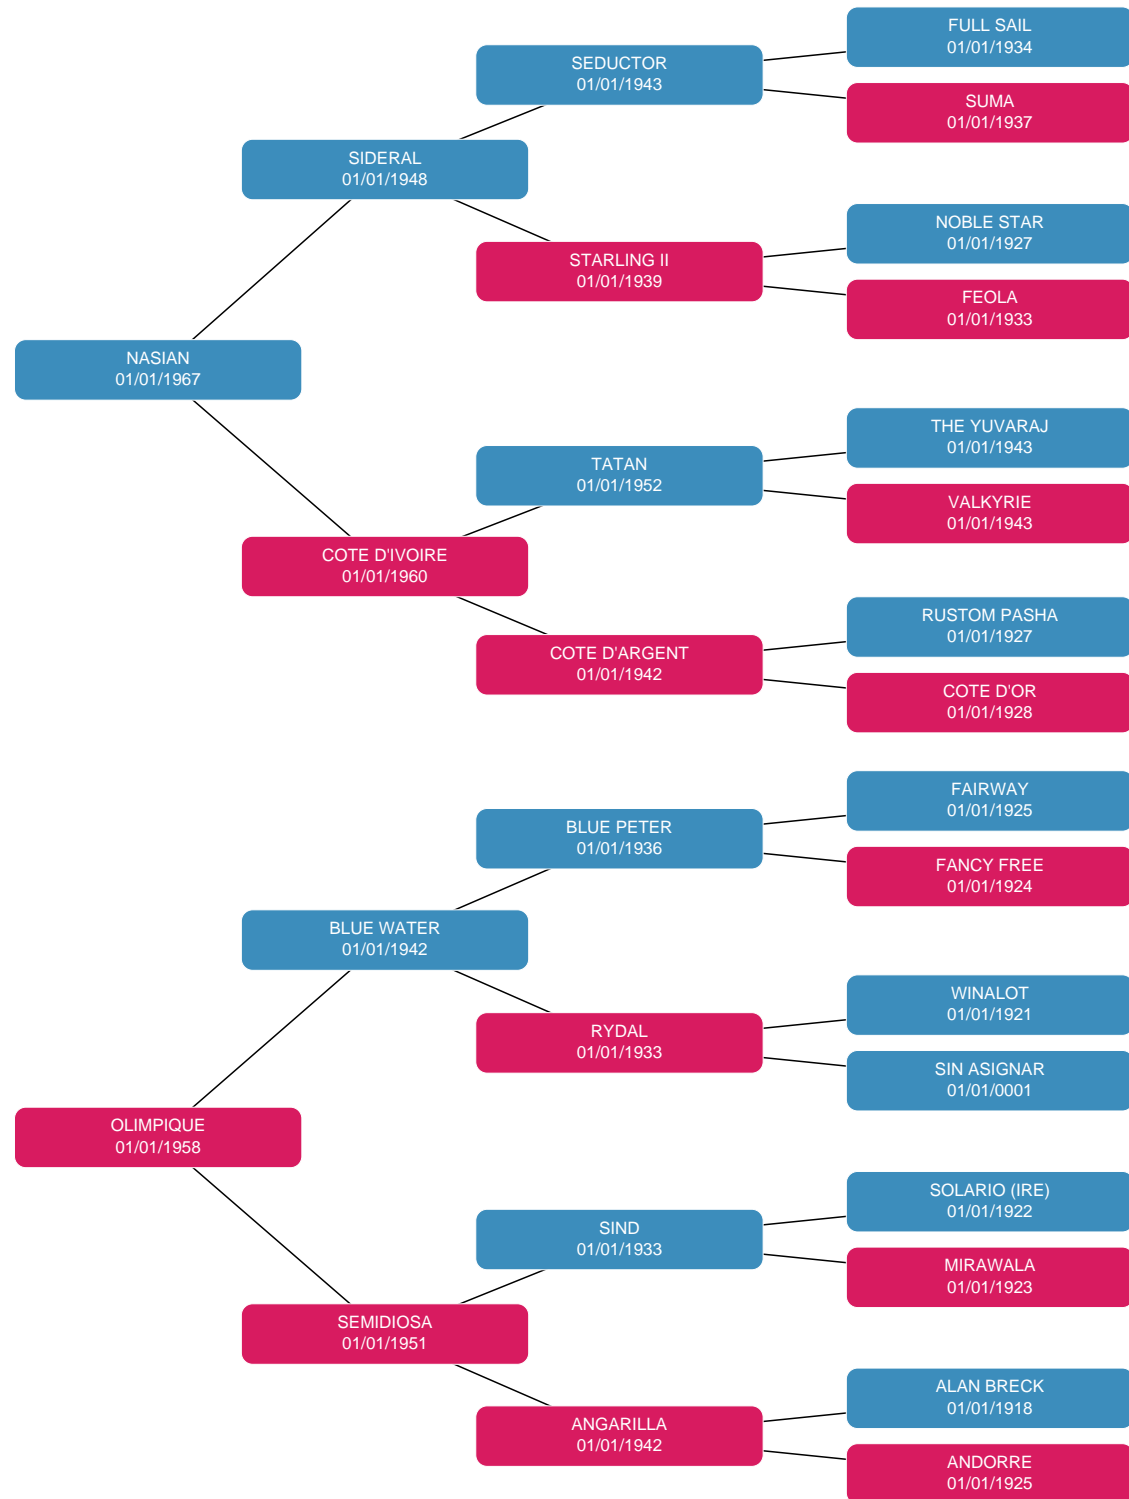 FULL SAIL
01/01/1934
SEDUCTOR
01/01/1943
SUMA
01/01/1937
SIDERAL
01/01/1948
NOBLE STAR
01/01/1927
STARLING II
01/01/1939
FEOLA
01/01/1933
NASIAN
01/01/1967
THE YUVARAJ
01/01/1943
TATAN
01/01/1952
VALKYRIE
01/01/1943
COTE D'IVOIRE
01/01/1960
RUSTOM PASHA
01/01/1927
COTE D'ARGENT
01/01/1942
COTE D'OR
01/01/1928
FAIRWAY
01/01/1925
BLUE PETER
01/01/1936
FANCY FREE
01/01/1924
BLUE WATER
01/01/1942
WINALOT
01/01/1921
RYDAL
01/01/1933
SIN ASIGNAR
01/01/0001
OLIMPIQUE
01/01/1958
SOLARIO (IRE)
01/01/1922
SIND
01/01/1933
MIRAWALA
01/01/1923
SEMIDIOSA
01/01/1951
ALAN BRECK
01/01/1918
ANGARILLA
01/01/1942
ANDORRE
01/01/1925